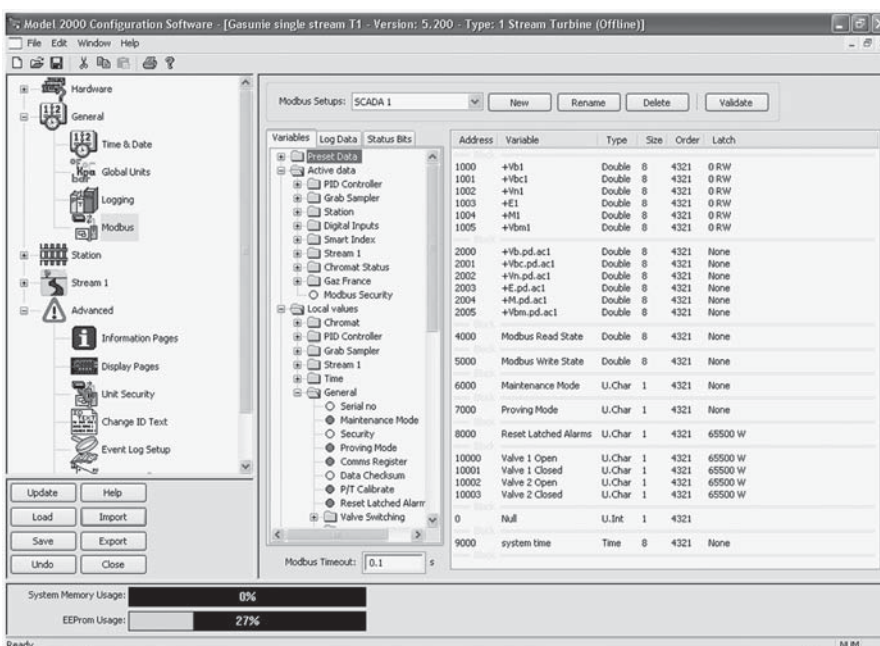 Model 2000 Configuration Software - [Gasunie single stream T1 - Version: 5.200 - Type: 1 Stream Turbine (Offline)]
File Edit Window Help
Hardware
General
Time & Date
Global Units
Logging
Modbus
Station
Stream 1
Advanced
Information Pages
Display Pages
Unit Security
Change ID Text
Event Log Setup
Update Help
Load Import
Save Export
Undo Close
Modbus Setups: SCADA 1 New Rename Delete Validate
Variables Log Data Status Bits
Preset Data
Active data
PID Controller
Grab Sampler
Station
Digital Inputs
Smart Index
Stream 1
Chromat Status
Gaz France
Modbus Security
Local values
Chromat
PID Controller
Grab Sampler
Stream 1
Time
General
Serial no
Maintenance Mode
Security
Proving Mode
Comms Register
Data Checksum
P/T Calibrate
Reset Latched Alarm
Valve Switching
Modbus Timeout: 0.1 s
Address Variable Type Size Order Latch
Block
1000 +Vb1 Double 8 4321 0 RW
1001 +Vbc1 Double 8 4321 0 RW
1002 +Vn1 Double 8 4321 0 RW
1003 +E1 Double 8 4321 0 RW
1004 +M1 Double 8 4321 0 RW
1005 +Vbm1 Double 8 4321 0 RW
Block
2000 +Vb.pd.ac1 Double 8 4321 None
2001 +Vbc.pd.ac1 Double 8 4321 None
2002 +Vn.pd.ac1 Double 8 4321 None
2003 +E.pd.ac1 Double 8 4321 None
2004 +M.pd.ac1 Double 8 4321 None
2005 +Vbm.pd.ac1 Double 8 4321 None
Block
4000 Modbus Read State Double 8 4321 None
Block
5000 Modbus Write State Double 8 4321 None
Block
6000 Maintenance Mode U.Char 1 4321 None
Block
7000 Proving Mode U.Char 1 4321 None
Block
8000 Reset Latched Alarms U.Char 1 4321 65500 W
Block
10000 Valve 1 Open U.Char 1 4321 65500 W
10001 Valve 1 Closed U.Char 1 4321 65500 W
10002 Valve 2 Open U.Char 1 4321 65500 W
10003 Valve 2 Closed U.Char 1 4321 65500 W
Block
0 Null U.Int 1 4321
Block
9000 system time Time 8 4321 None
Block
System Memory Usage: 0%
EEProm Usage: 27%
Ready NUM